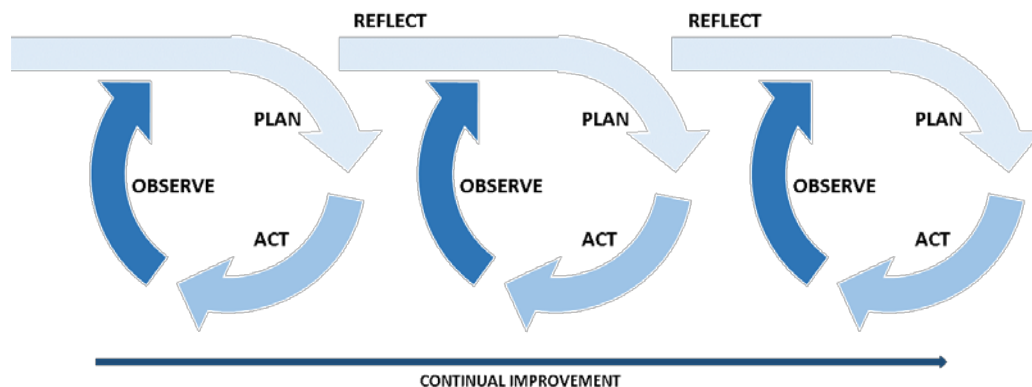 REFLECT
REFLECT
PLAN
PLAN
PLAN
OBSERVE
OBSERVE
OBSERVE
ACT
ACT
ACT
CONTINUAL IMPROVEMENT